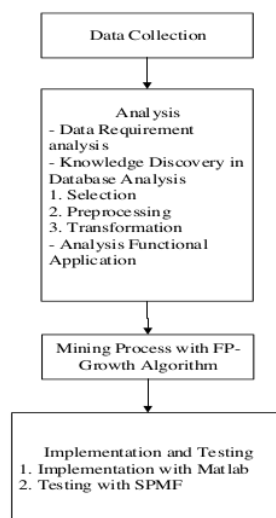 Data Collection
Analysis
- Data Requirement
analysis
- Knowledge Discovery in
Database Analysis
1. Selection
2. Preprocessing
3. Transformation
- Analysis Functional
Application
Mining Process with FP-
Growth Algorithm
Implementation and Testing
1. Implementation with Matlab
2. Testing with SPMF